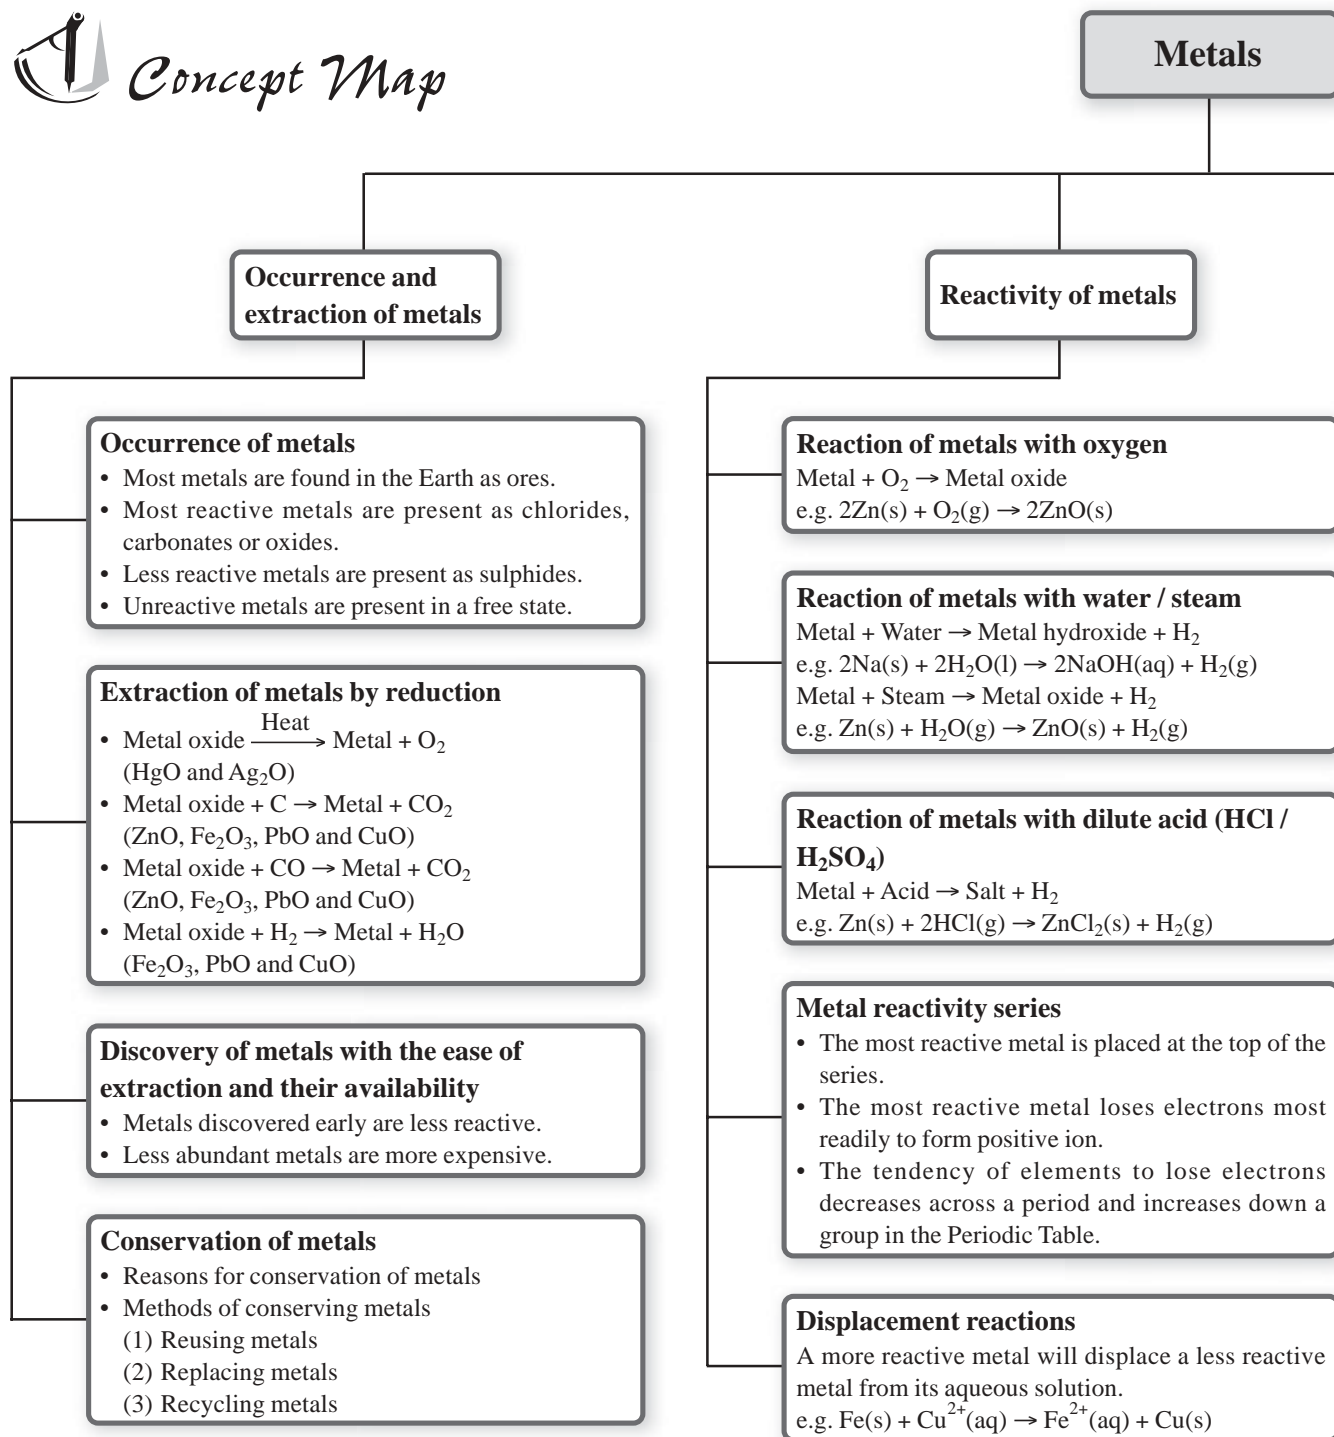 Concept Map
Metals
Occurrence and
extraction of metals
Occurrence of metals
• Most metals are found in the Earth as ores.
• Most reactive metals are present as chlorides,
carbonates or oxides.
• Less reactive metals are present as sulphides.
• Unreactive metals are present in a free state.
Extraction of metals by reduction
Heat
• Metal oxide ⟶ Metal + O₂
(HgO and Ag₂O)
• Metal oxide + C → Metal + CO₂
(ZnO, Fe₂O₃, PbO and CuO)
• Metal oxide + CO → Metal + CO₂
(ZnO, Fe₂O₃, PbO and CuO)
• Metal oxide + H₂ → Metal + H₂O
(Fe₂O₃, PbO and CuO)
Discovery of metals with the ease of
extraction and their availability
• Metals discovered early are less reactive.
• Less abundant metals are more expensive.
Conservation of metals
• Reasons for conservation of metals
• Methods of conserving metals
(1) Reusing metals
(2) Replacing metals
(3) Recycling metals
Reactivity of metals
Reaction of metals with oxygen
Metal + O₂ → Metal oxide
e.g. 2Zn(s) + O₂(g) → 2ZnO(s)
Reaction of metals with water / steam
Metal + Water → Metal hydroxide + H₂
e.g. 2Na(s) + 2H₂O(l) → 2NaOH(aq) + H₂(g)
Metal + Steam → Metal oxide + H₂
e.g. Zn(s) + H₂O(g) → ZnO(s) + H₂(g)
Reaction of metals with dilute acid (HCl /
H₂SO₄)
Metal + Acid → Salt + H₂
e.g. Zn(s) + 2HCl(g) → ZnCl₂(s) + H₂(g)
Metal reactivity series
• The most reactive metal is placed at the top of the
series.
• The most reactive metal loses electrons most
readily to form positive ion.
• The tendency of elements to lose electrons
decreases across a period and increases down a
group in the Periodic Table.
Displacement reactions
A more reactive metal will displace a less reactive
metal from its aqueous solution.
e.g. Fe(s) + Cu²⁺(aq) → Fe²⁺(aq) + Cu(s)